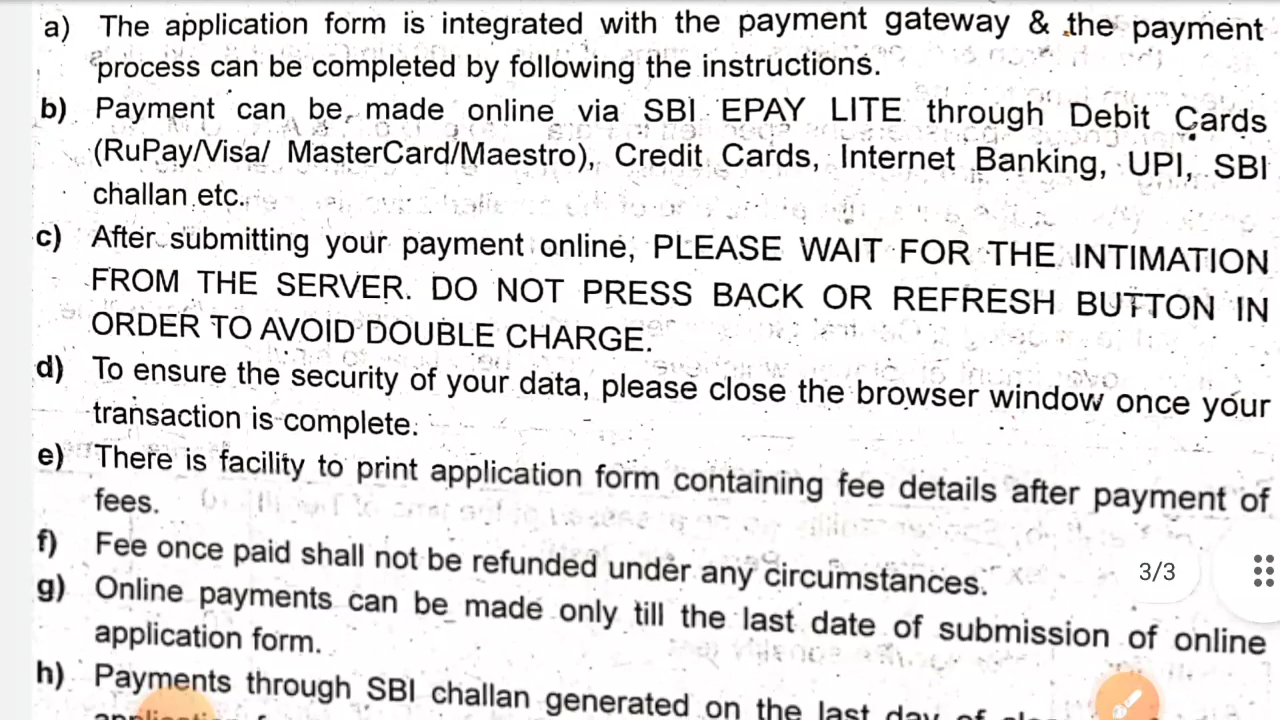 a) The application form is integrated with the payment gateway & the payment
process can be completed by following the instructions.
b) Payment can be made online via SBI EPAY LITE through Debit Cards
(RuPay/Visa/ MasterCard/Maestro), Credit Cards, Internet Banking, UPI, SBI
challan etc.
c) After submitting your payment online, PLEASE WAIT FOR THE INTIMATION
FROM THE SERVER. DO NOT PRESS BACK OR REFRESH BUTTON IN
ORDER TO AVOID DOUBLE CHARGE.
d) To ensure the security of your data, please close the browser window once your
transaction is complete.
e) There is facility to print application form containing fee details after payment of
fees.
f) Fee once paid shall not be refunded under any circumstances.
3/3
g) Online payments can be made only till the last date of submission of online
application form.
h) Payments through SBI challan generated on the last day of